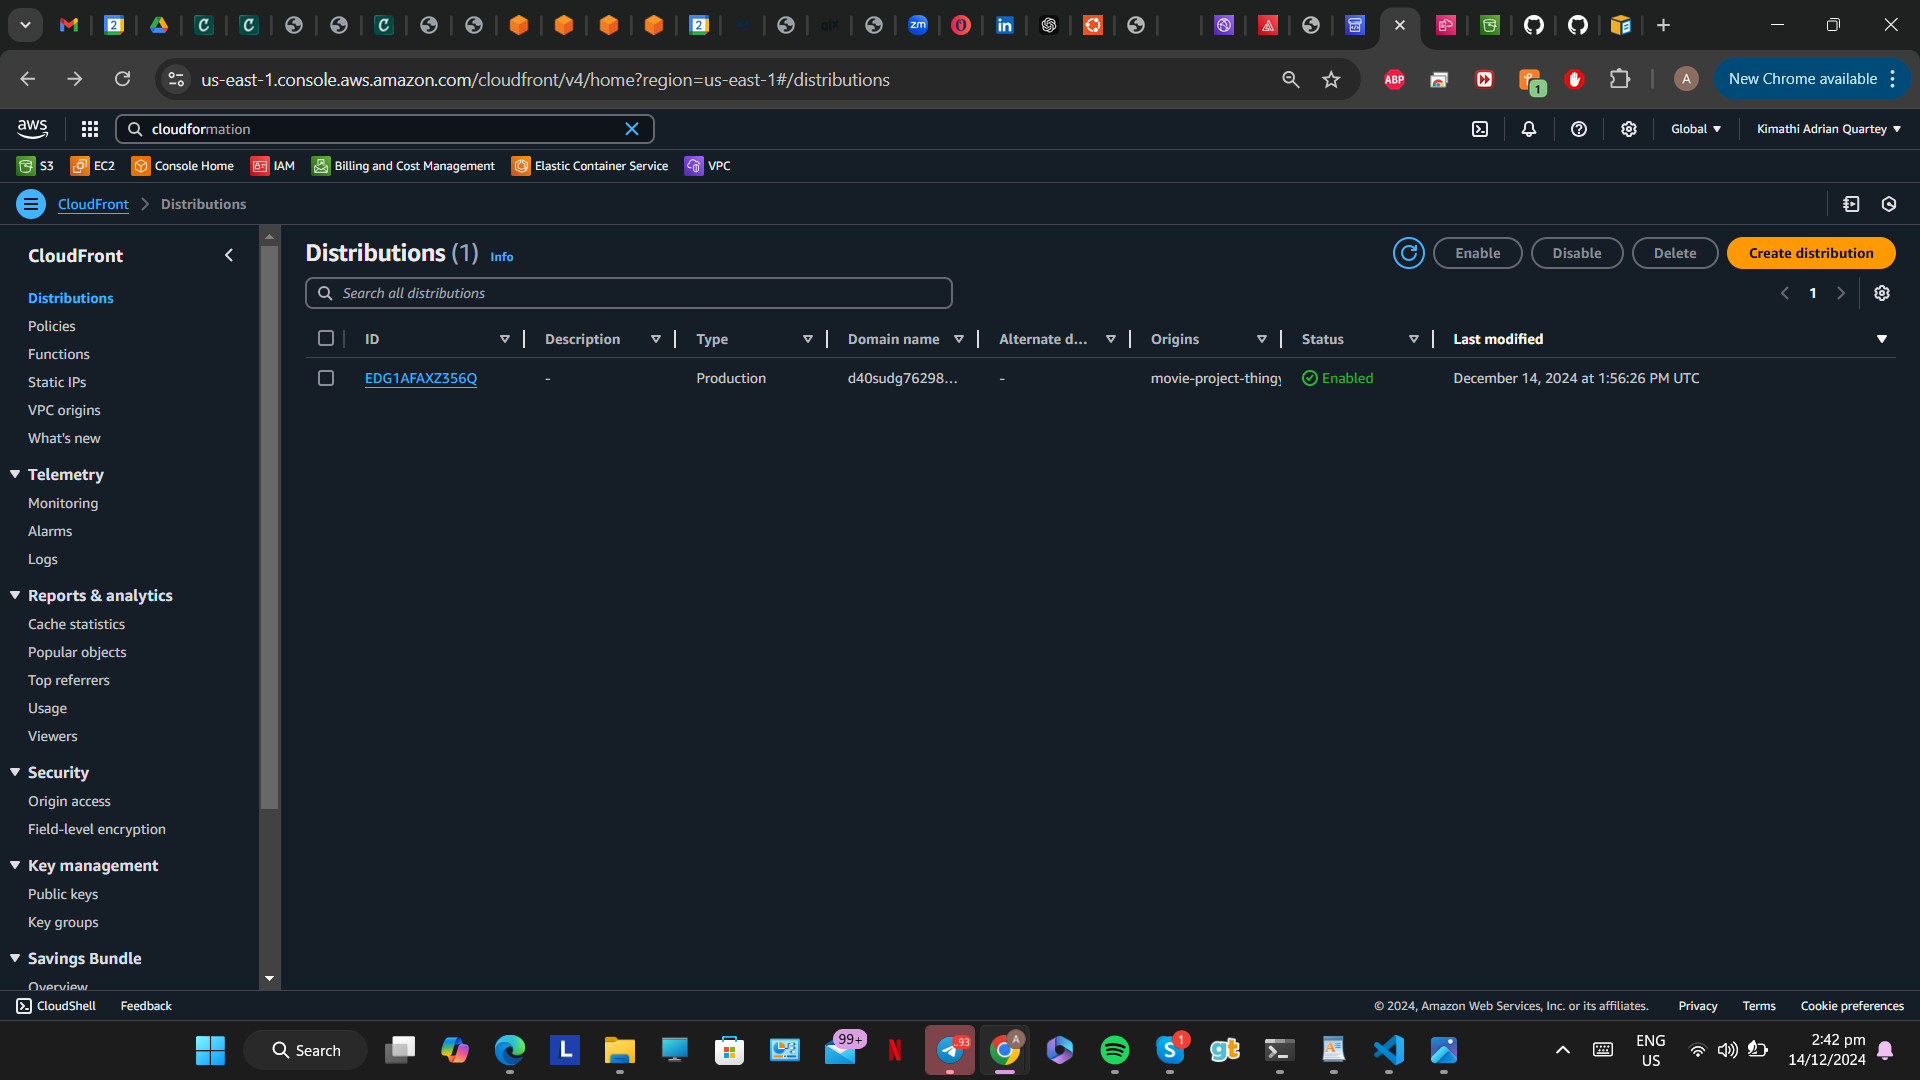 us-east-1.console.aws.amazon.com/cloudfront/v4/home?region=us-east-1#/distributions
ABP
1
A
New Chrome available
aws
cloudformation
Global
Kimathi Adrian Quartey
S3
EC2
Console Home
IAM
Billing and Cost Management
Elastic Container Service
VPC
CloudFront
Distributions
CloudFront
Distributions
Policies
Functions
Static IPs
VPC origins
What's new
Telemetry
Monitoring
Alarms
Logs
Reports & analytics
Cache statistics
Popular objects
Top referrers
Usage
Viewers
Security
Origin access
Field-level encryption
Key management
Public keys
Key groups
Savings Bundle
Overview
Distributions (1)
Info
Enable
Disable
Delete
Create distribution
Search all distributions
1
ID
Description
Type
Domain name
Alternate d...
Origins
Status
Last modified
EDG1AFAXZ356Q
-
Production
d40sudg76298...
-
movie-project-thingy
Enabled
December 14, 2024 at 1:56:26 PM UTC
CloudShell
Feedback
© 2024, Amazon Web Services, Inc. or its affiliates.
Privacy
Terms
Cookie preferences
Search
99+
93
A
1
ENG
US
2:42 pm
14/12/2024